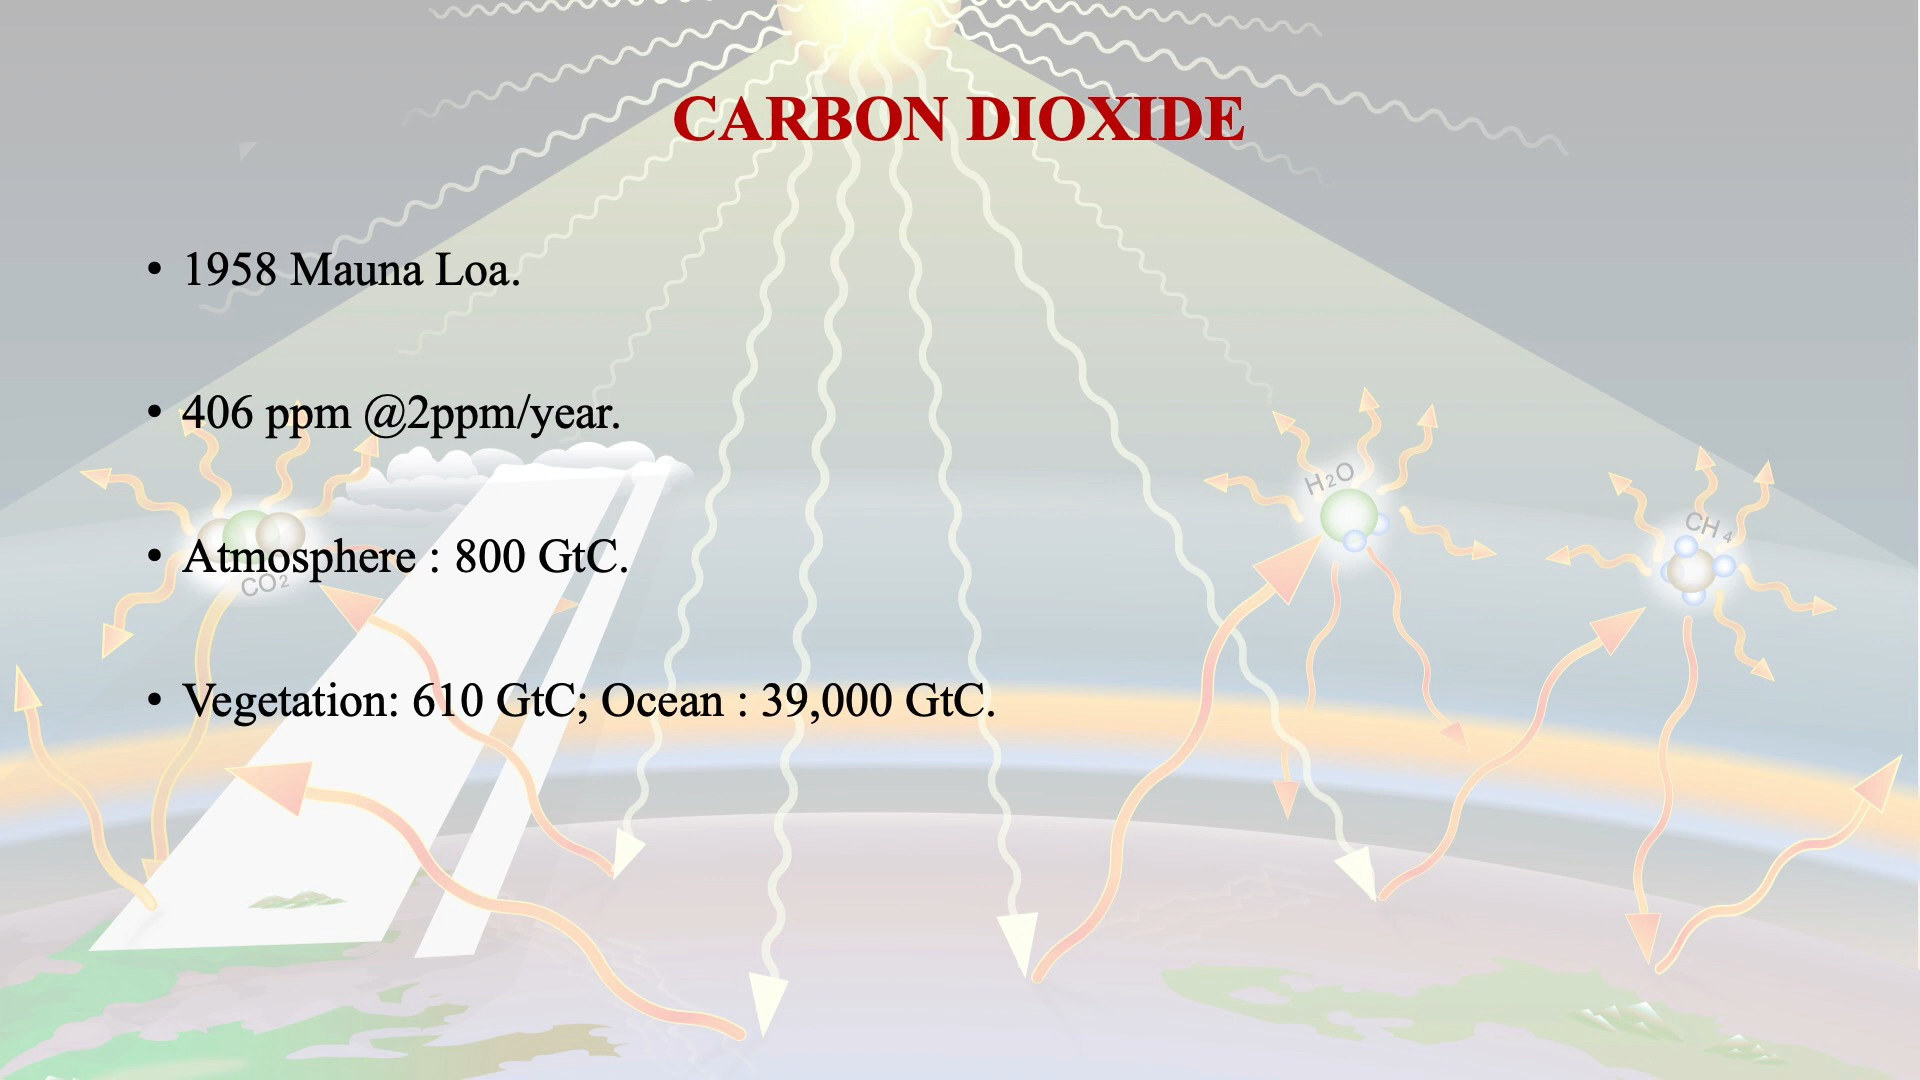 CARBON DIOXIDE
• 1958 Mauna Loa.
• 406 ppm @2ppm/year.
H₂O
CH₄
• Atmosphere : 800 GtC.
CO₂
• Vegetation: 610 GtC; Ocean : 39,000 GtC.